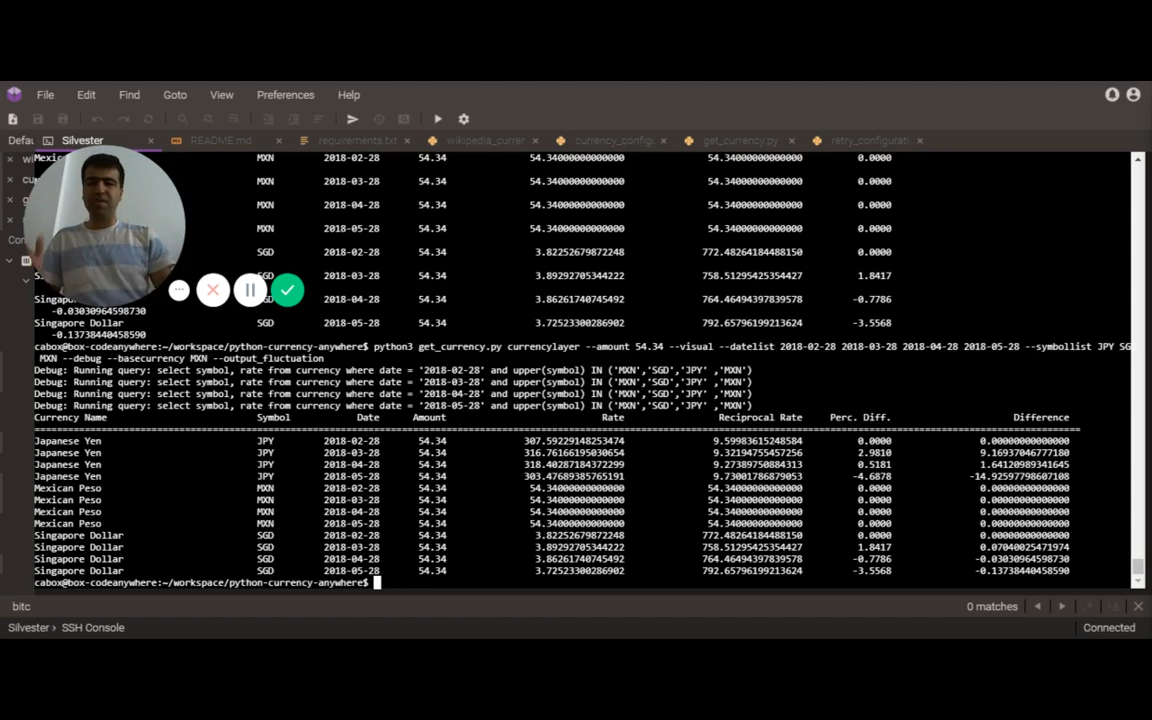 File Edit Find Goto View Preferences Help
Defau Silvester × README.md × requirements.txt × wikipedia_curren × currency_config × get_currency.py × retry_configurati ×
Mexic MXN 2018-02-28 54.34 54.34000000000000 54.34000000000000 0.0000
MXN 2018-03-28 54.34 54.34000000000000 54.34000000000000 0.0000
MXN 2018-04-28 54.34 54.34000000000000 54.34000000000000 0.0000
MXN 2018-05-28 54.34 54.34000000000000 54.34000000000000 0.0000
SGD 2018-02-28 54.34 3.82252679872248 772.48264184488150 0.0000
SGD 2018-03-28 54.34 3.89292705344222 758.51295454354427 1.8417
Singapo SGD 2018-04-28 54.34 3.86261740745492 764.46494397839578 -0.7786
-0.03030964598730
Singapore Dollar SGD 2018-05-28 54.34 3.72523300286902 792.65796199213624 -3.5568
-0.13738440458590
cabox@box-codeanywhere:~/workspace/python-currency-anywhere$ python3 get_currency.py currencylayer --amount 54.34 --visual --datelist 2018-02-28 2018-03-28 2018-04-28 2018-05-28 --symbollist JPY SGD
MXN --debug --basecurrency MXN --output_fluctuation
Debug: Running query: select symbol, rate from currency where date = '2018-02-28' and upper(symbol) IN ('MXN','SGD','JPY' ,'MXN')
Debug: Running query: select symbol, rate from currency where date = '2018-03-28' and upper(symbol) IN ('MXN','SGD','JPY' ,'MXN')
Debug: Running query: select symbol, rate from currency where date = '2018-04-28' and upper(symbol) IN ('MXN','SGD','JPY' ,'MXN')
Debug: Running query: select symbol, rate from currency where date = '2018-05-28' and upper(symbol) IN ('MXN','SGD','JPY' ,'MXN')
Currency Name Symbol Date Amount Rate Reciprocal Rate Perc. Diff. Difference
Japanese Yen JPY 2018-02-28 54.34 307.59229148253474 9.59983615248584 0.0000 0.00000000000000
Japanese Yen JPY 2018-03-28 54.34 316.76166195030654 9.32194755457256 2.9810 9.16937046777180
Japanese Yen JPY 2018-04-28 54.34 318.40287184372299 9.27389750884313 0.5181 1.64120989341645
Japanese Yen JPY 2018-05-28 54.34 303.47689385765191 9.73001786879053 -4.6878 -14.92597798607108
Mexican Peso MXN 2018-02-28 54.34 54.34000000000000 54.34000000000000 0.0000 0.00000000000000
Mexican Peso MXN 2018-03-28 54.34 54.34000000000000 54.34000000000000 0.0000 0.00000000000000
Mexican Peso MXN 2018-04-28 54.34 54.34000000000000 54.34000000000000 0.0000 0.00000000000000
Mexican Peso MXN 2018-05-28 54.34 54.34000000000000 54.34000000000000 0.0000 0.00000000000000
Singapore Dollar SGD 2018-02-28 54.34 3.82252679872248 772.48264184488150 0.0000 0.00000000000000
Singapore Dollar SGD 2018-03-28 54.34 3.89292705344222 758.51295454354427 1.8417 0.07040025471974
Singapore Dollar SGD 2018-04-28 54.34 3.86261740745492 764.46494397839578 -0.7786 -0.03030964598730
Singapore Dollar SGD 2018-05-28 54.34 3.72523300286902 792.65796199213624 -3.5568 -0.13738440458590
cabox@box-codeanywhere:~/workspace/python-currency-anywhere$
bitc 0 matches
Silvester › SSH Console Connected